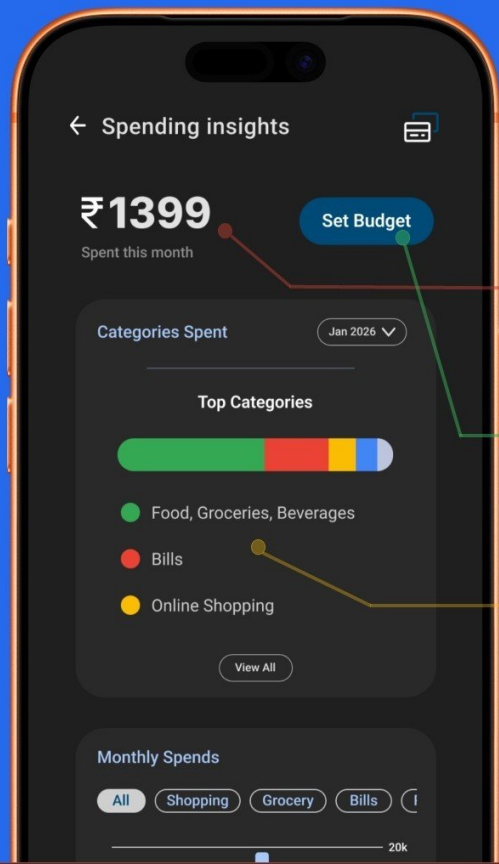 Spending insights
₹1399
Set Budget
Spent this month
Categories Spent
Jan 2026
Top Categories
Food, Groceries, Beverages
Bills
Online Shopping
View All
Monthly Spends
All
Shopping
Grocery
Bills
20k